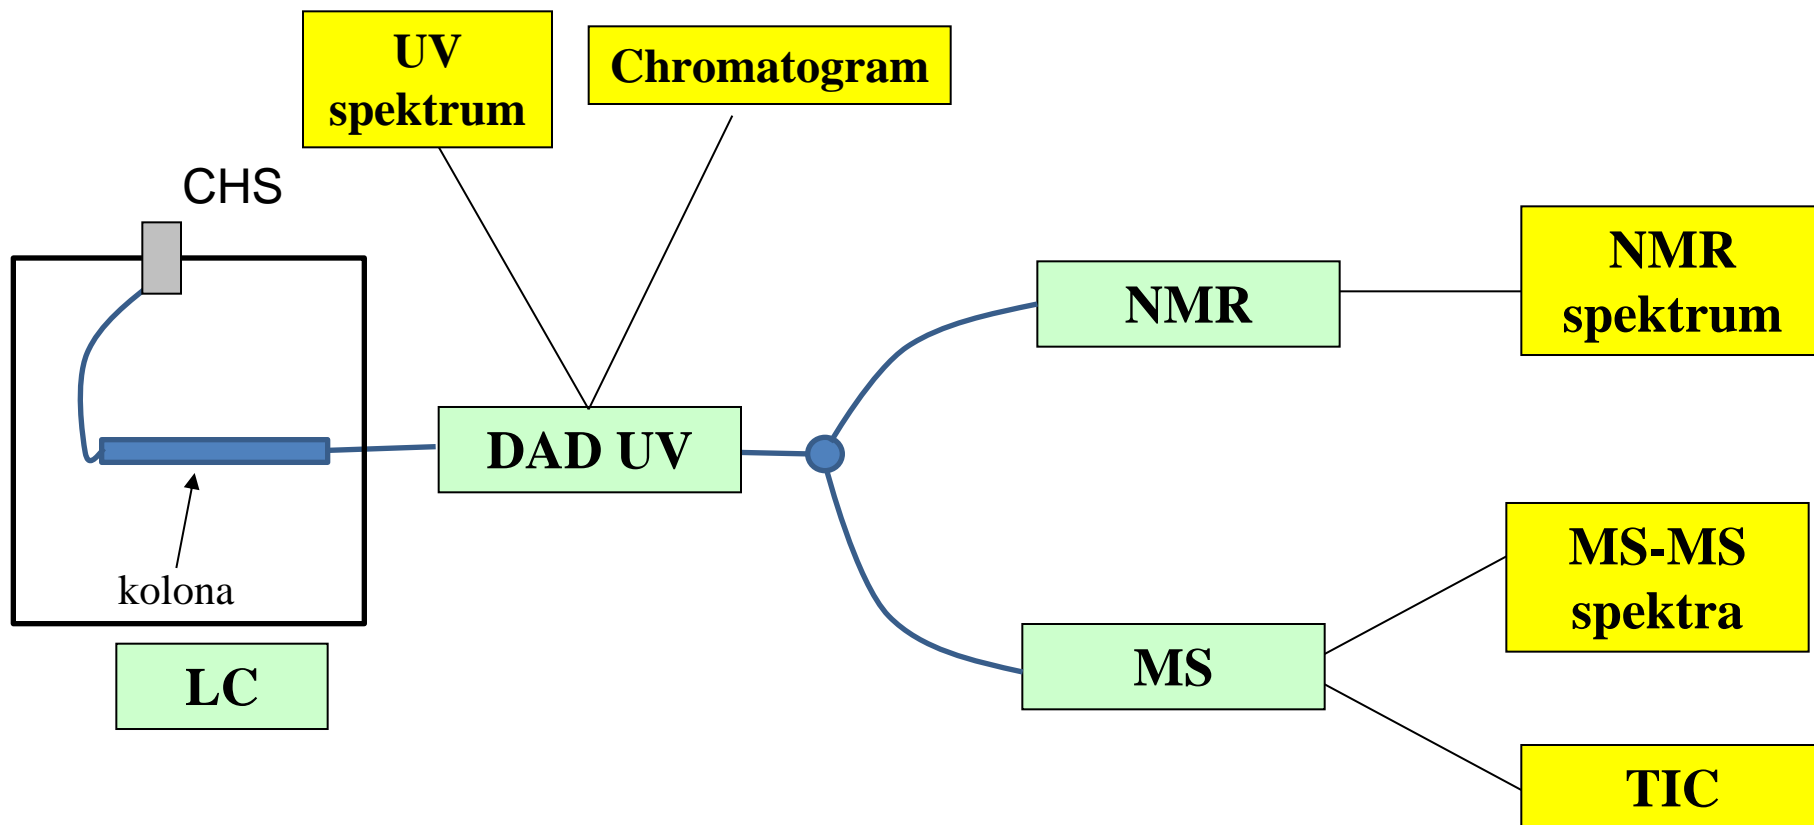 UV
spektrum
Chromatogram
CHS
NMR
NMR
spektrum
DAD UV
kolona
MS-MS
spektra
LC
MS
TIC